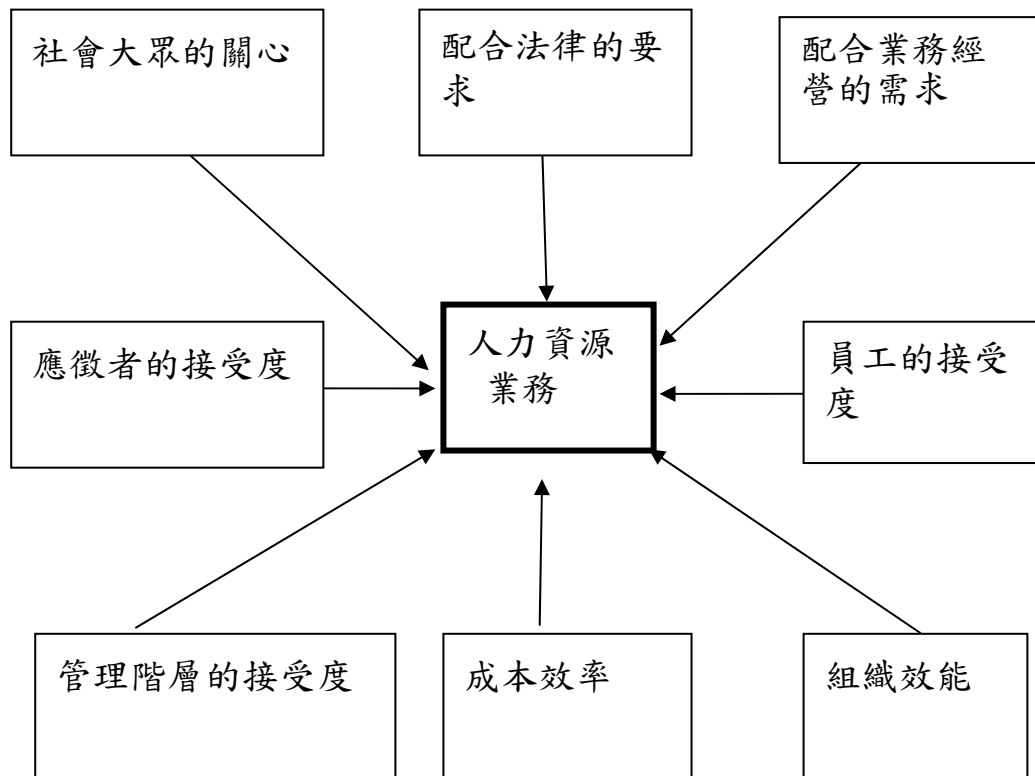 社會大眾的關心
配合法律的要
求
配合業務經
營的需求
應徵者的接受度
人力資源
業務
員工的接受
度
管理階層的接受度
成本效率
組織效能